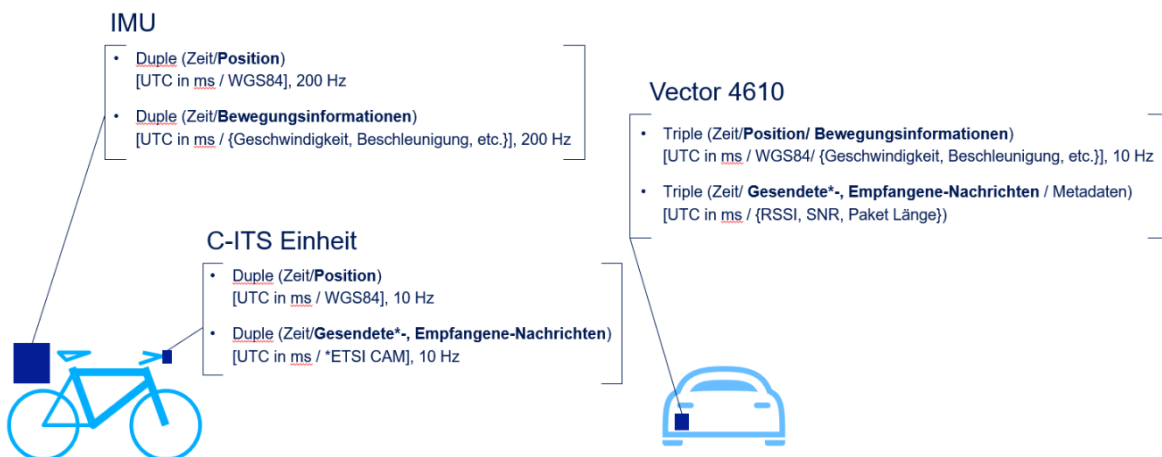 IMU
• Duple (Zeit/Position)
[UTC in ms / WGS84], 200 Hz
• Duple (Zeit/Bewegungsinformationen)
[UTC in ms / {Geschwindigkeit, Beschleunigung, etc.}], 200 Hz
Vector 4610
• Triple (Zeit/Position/ Bewegungsinformationen)
[UTC in ms / WGS84/ {Geschwindigkeit, Beschleunigung, etc.}], 10 Hz
• Triple (Zeit/ Gesendete*-, Empfangene-Nachrichten / Metadaten)
[UTC in ms / {RSSI, SNR, Paket Länge})
C-ITS Einheit
• Duple (Zeit/Position)
[UTC in ms / WGS84], 10 Hz
• Duple (Zeit/Gesendete*-, Empfangene-Nachrichten)
[UTC in ms / *ETSI CAM], 10 Hz